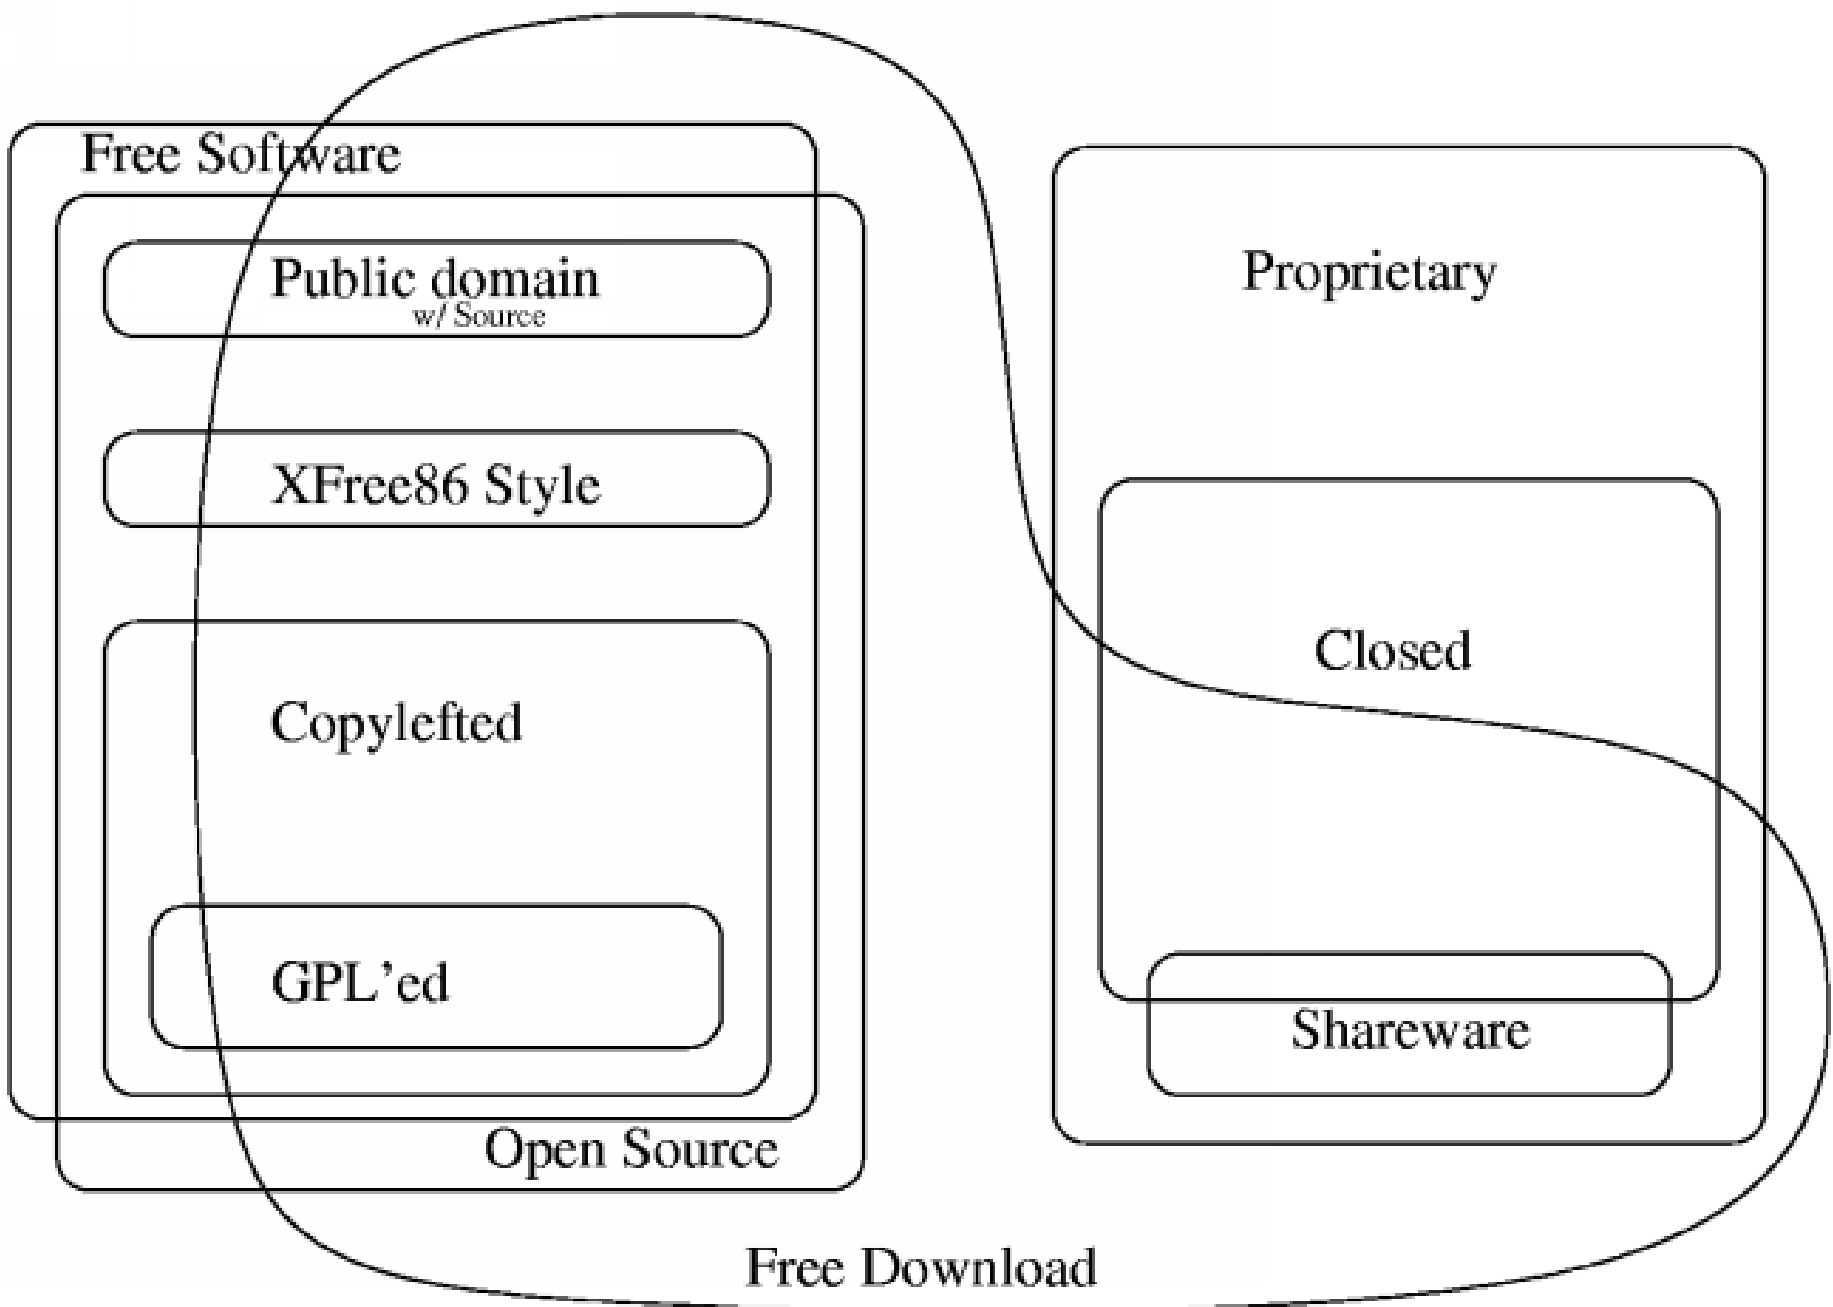 Free Software
Public domain
w/ Source
XFree86 Style
Copylefted
GPL'ed
Open Source
Proprietary
Closed
Shareware
Free Download